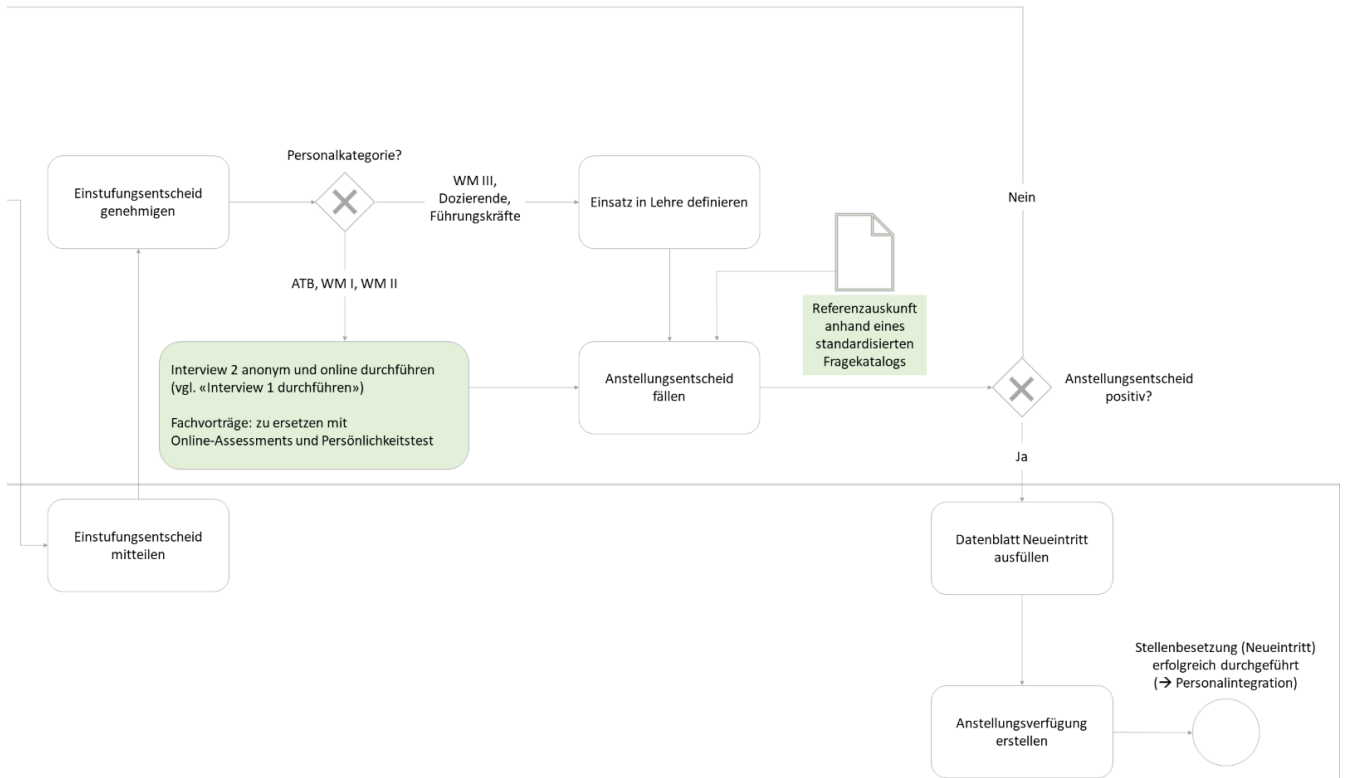 Personalkategorie?
Einstufungsentscheid
genehmigen
WM III,
Dozierende,
Führungskräfte
Einsatz in Lehre definieren
Nein
ATB, WM I, WM II
Referenzauskunft
anhand eines
standardisierten
Fragekatalogs
Interview 2 anonym und online durchführen
(vgl. «Interview 1 durchführen»)
Fachvorträge: zu ersetzen mit
Online-Assessments und Persönlichkeitstest
Anstellungsentscheid
fällen
Anstellungsentscheid
positiv?
Ja
Einstufungsentscheid
mitteilen
Datenblatt Neueintritt
ausfüllen
Stellenbesetzung (Neueintritt)
erfolgreich durchgeführt
(→ Personalintegration)
Anstellungsverfügung
erstellen